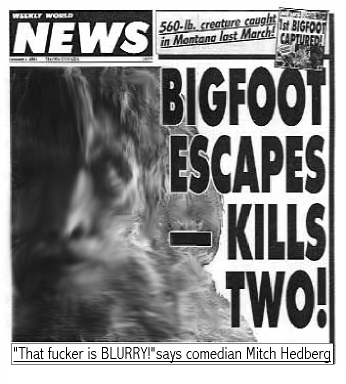 WEEKLY WORLD
NEWS
560-lb. creature caught
in Montana last March!
1st BIGFOOT
CAPTURED!
BIGFOOT
ESCAPES
— KILLS
TWO!
"That fucker is BLURRY!"says comedian Mitch Hedberg